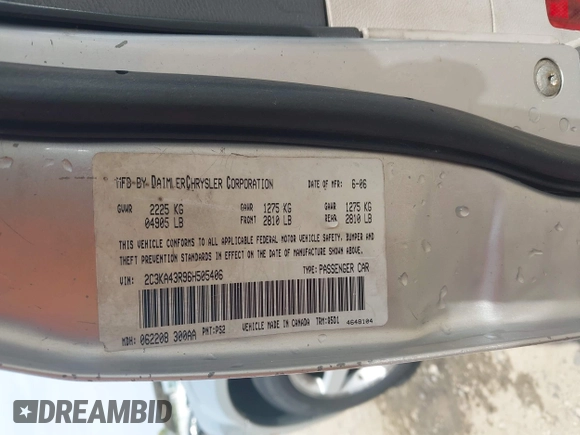 MFD-BY-DAIMLERCHRYSLER CORPORATION DATE OF MFR: 6-06
GVWR 2225 KG GAWR 1275 KG GAWR 1275 KG
04905 LB FRONT 2810 LB REAR 2810 LB
THIS VEHICLE CONFORMS TO ALL APPLICABLE FEDERAL MOTOR VEHICLE SAFETY, BUMPER AND
THEFT PREVENTION STANDARDS IN EFFECT ON THE DATE OF MANUFACTURE SHOWN ABOVE.
VIN: 2C3KA43R96H505406 TYPE: PASSENGER CAR
MDH: 062208 300AA PNT: PS2 VEHICLE MADE IN CANADA TRM: A5D1 4648104
DREAMBID